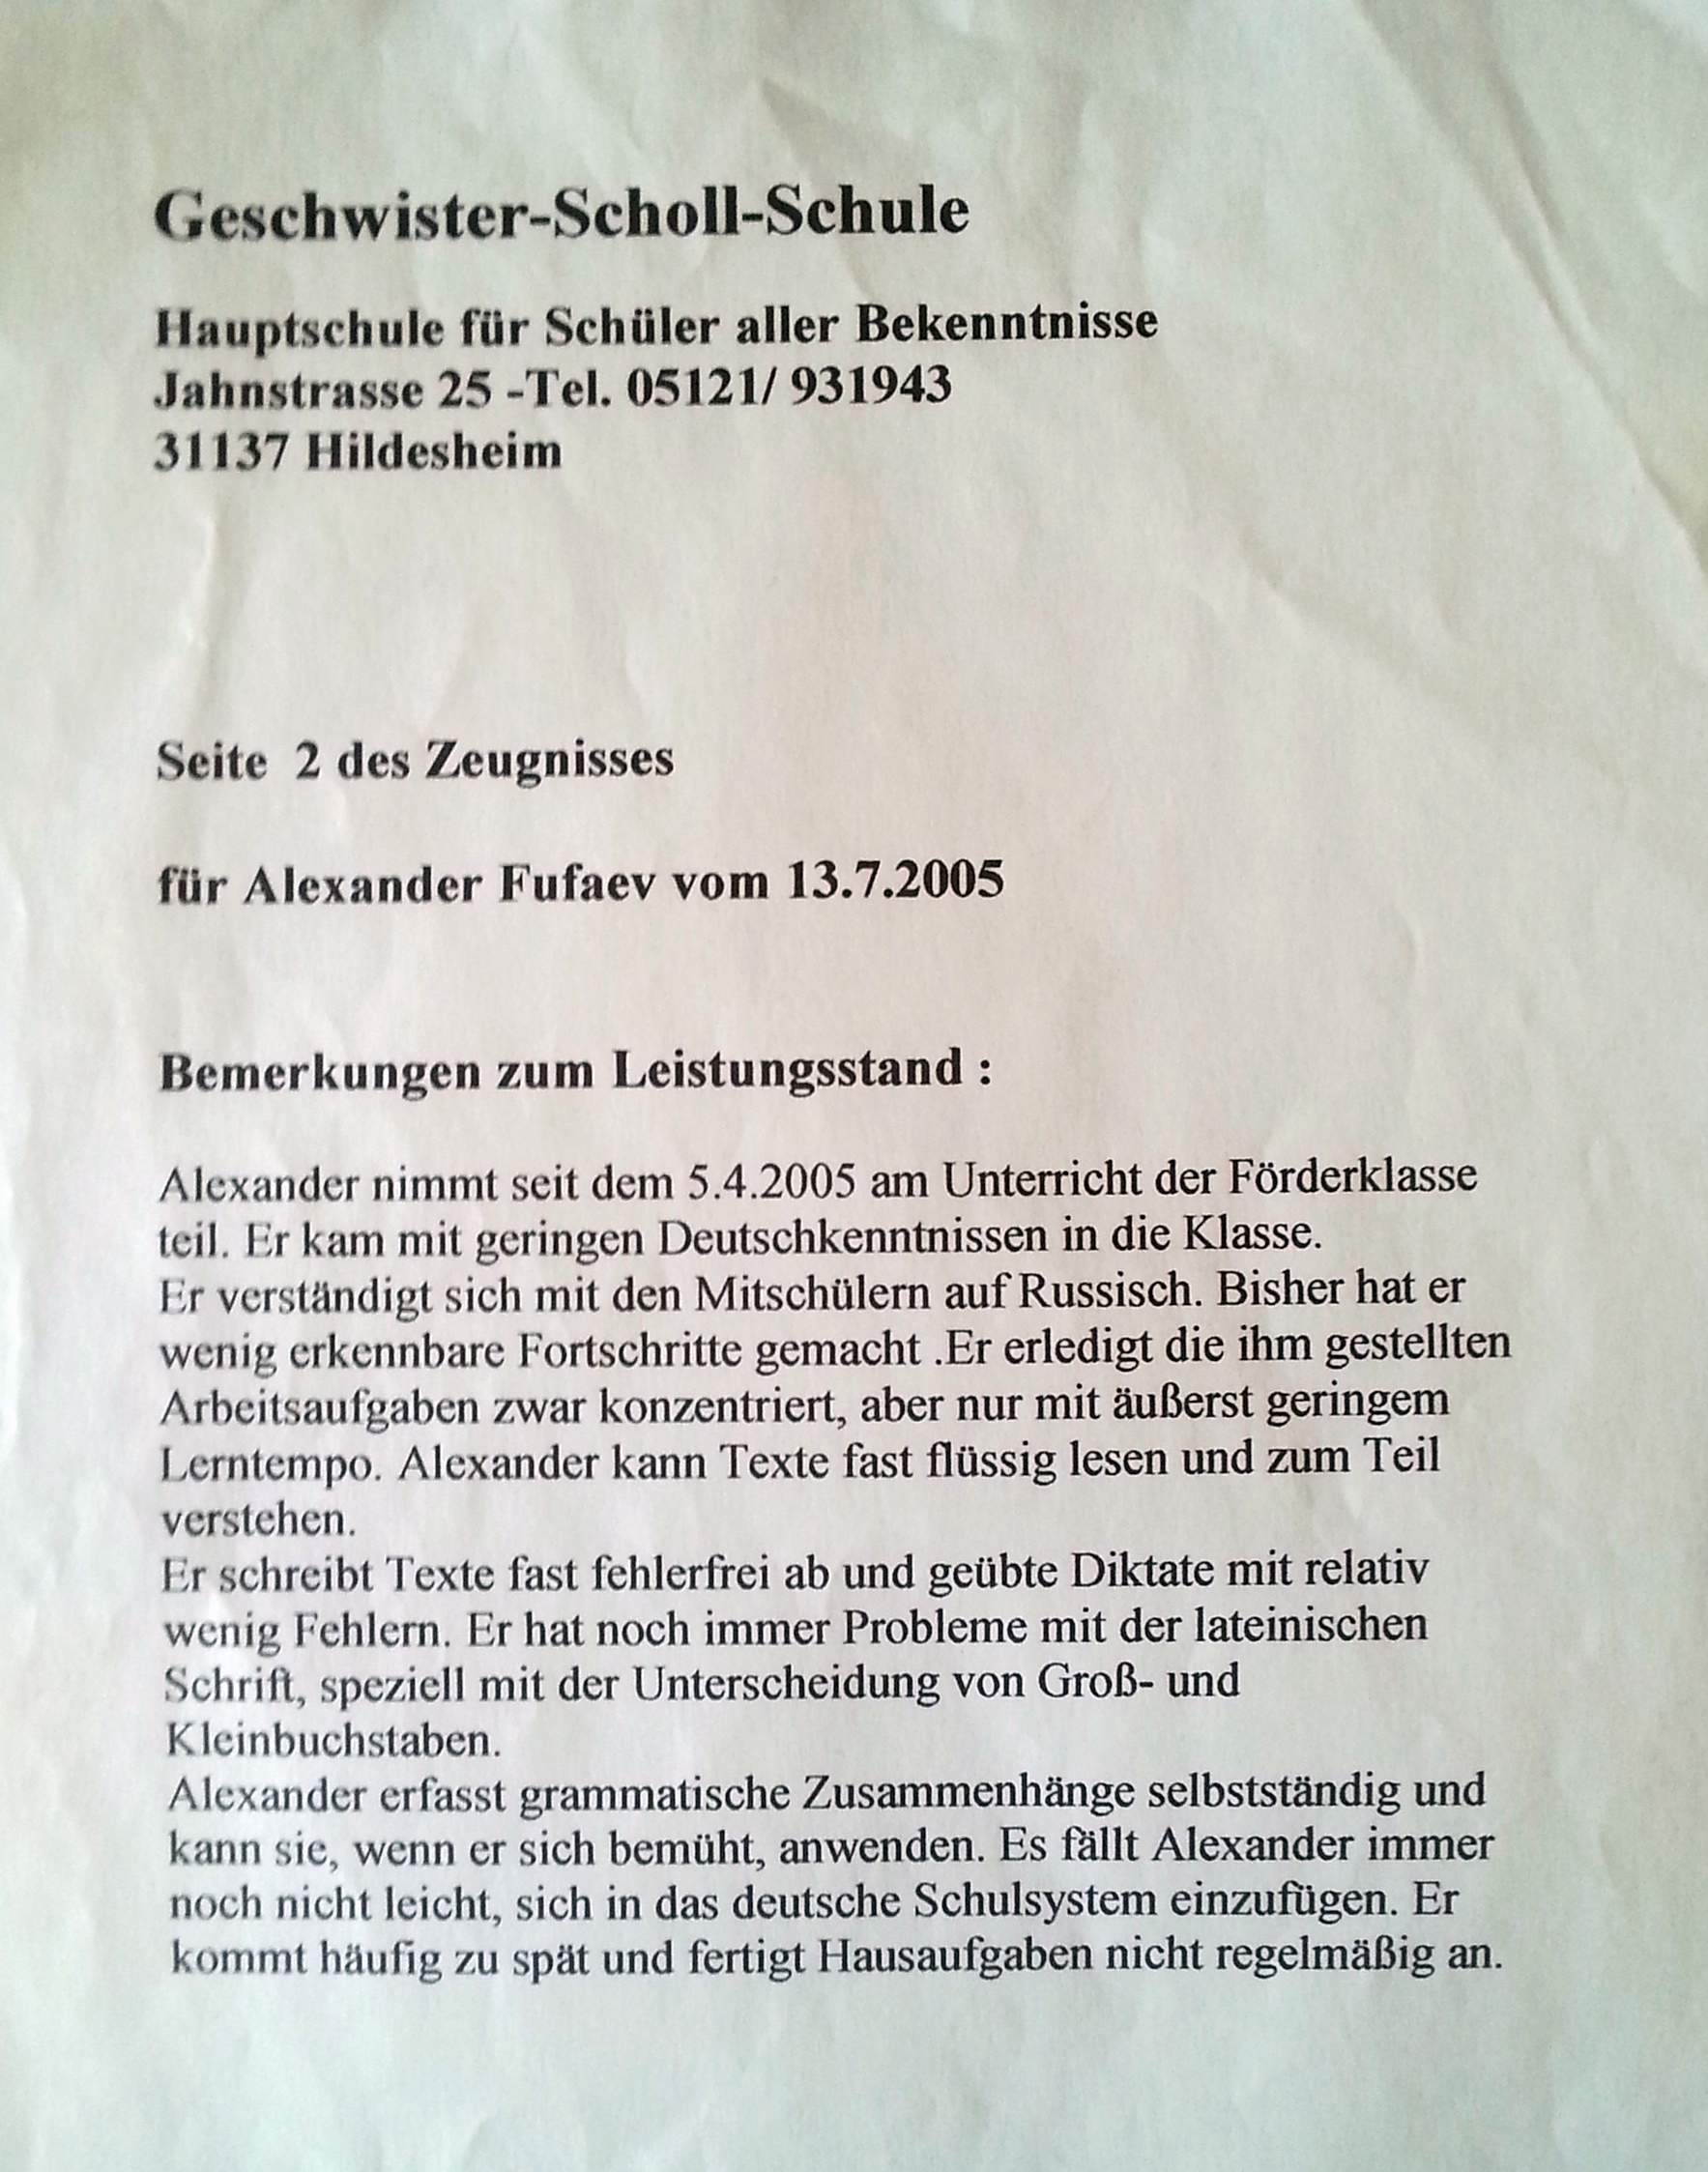 Geschwister-Scholl-Schule
Hauptschule für Schüler aller Bekenntnisse
Jahnstrasse 25 -Tel. 05121/ 931943
31137 Hildesheim
Seite 2 des Zeugnisses
für Alexander Fufaev vom 13.7.2005
Bemerkungen zum Leistungsstand :
Alexander nimmt seit dem 5.4.2005 am Unterricht der Förderklasse
teil. Er kam mit geringen Deutschkenntnissen in die Klasse.
Er verständigt sich mit den Mitschülern auf Russisch. Bisher hat er
wenig erkennbare Fortschritte gemacht .Er erledigt die ihm gestellten
Arbeitsaufgaben zwar konzentriert, aber nur mit äußerst geringem
Lerntempo. Alexander kann Texte fast flüssig lesen und zum Teil
verstehen.
Er schreibt Texte fast fehlerfrei ab und geübte Diktate mit relativ
wenig Fehlern. Er hat noch immer Probleme mit der lateinischen
Schrift, speziell mit der Unterscheidung von Groß- und
Kleinbuchstaben.
Alexander erfasst grammatische Zusammenhänge selbstständig und
kann sie, wenn er sich bemüht, anwenden. Es fällt Alexander immer
noch nicht leicht, sich in das deutsche Schulsystem einzufügen. Er
kommt häufig zu spät und fertigt Hausaufgaben nicht regelmäßig an.